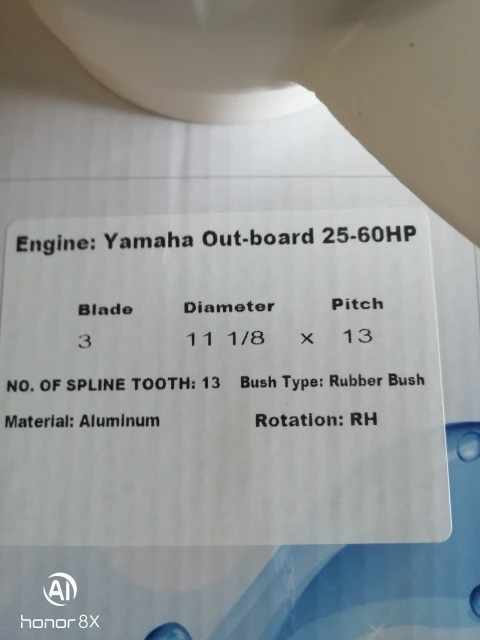 Engine: Yamaha Out-board 25-60HP
Blade Diameter Pitch
3 11 1/8 x 13
NO. OF SPLINE TOOTH: 13 Bush Type: Rubber Bush
Material: Aluminum Rotation: RH
AI
honor 8X